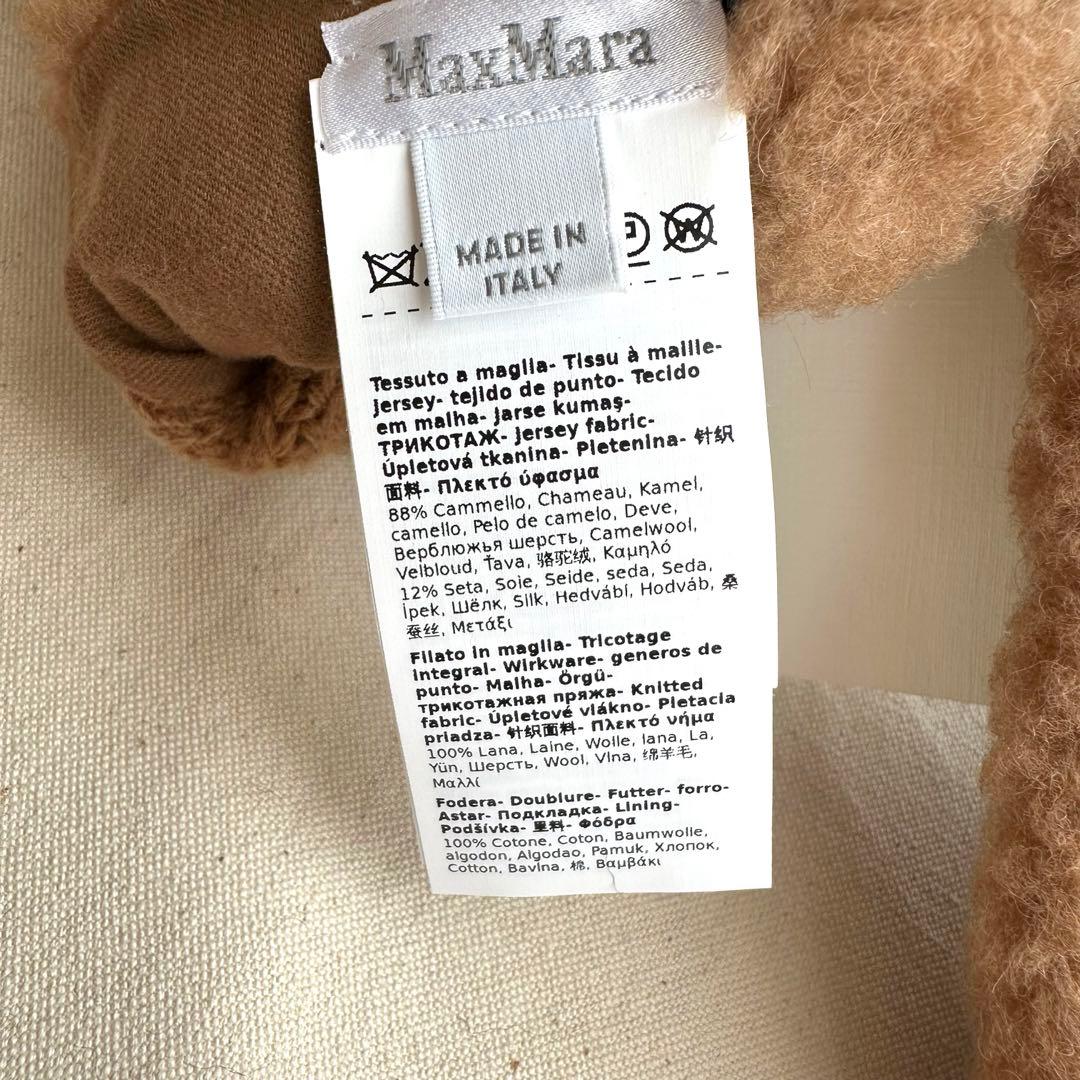 MaxMara
MADE IN
ITALY
Tessuto a maglia- Tissu à maille-
jersey- tejido de punto- Tecido
em malha- Jarse kumaş-
ТРИКОТАЖ- jersey fabric-
Úpletová tkanina- Pletenina- 针织
面料- Πλεκτό ύφασμα
88% Cammello, Chameau, Kamel,
camello, Pelo de camelo, Deve,
Верблюжья шерсть, Camelwool,
Velbloud, Ťava, 骆驼绒, Καμηλό
12% Seta, Soie, Seide, seda, Seda,
İpek, Шёлк, Silk, Hedvábí, Hodváb, 桑
蚕丝, Μετάξι
Filato in maglia- Tricotage
integral- Wirkware- generos de
punto- Malha- Örgü-
трикотажная пряжа- Knitted
fabric- Úpletové vlákno- Pletacia
priadza- 针织面料- Πλεκτό νήμα
100% Lana, Laine, Wolle, lana, La,
Yün, Шерсть, Wool, Vlna, 绵羊毛,
Μαλλί
Fodera- Doublure- Futter- forro-
Astar- Подкладка- Lining-
Podšívka- 里料- Φόδρα
100% Cotone, Coton, Baumwolle,
algodon, Algodao, Pamuk, Хлопок,
Cotton, Bavlna, 棉, Βαμβάκι